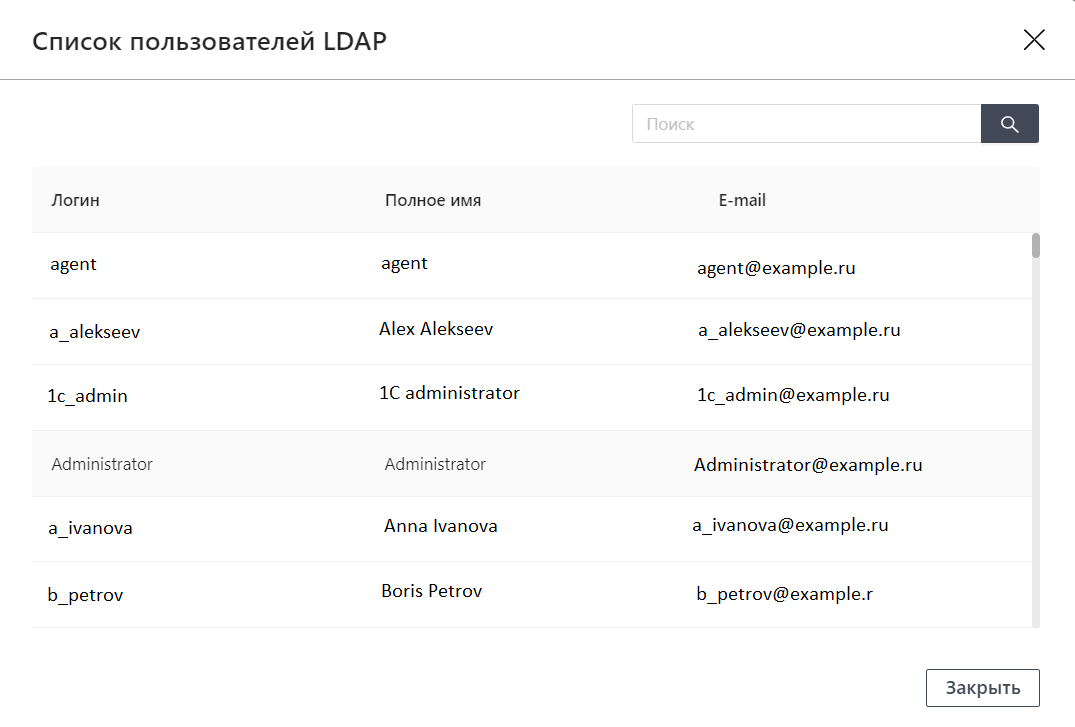 Список пользователей LDAP
Поиск
Логин Полное имя E-mail
agent agent agent@example.ru
a_alekseev Alex Alekseev a_alekseev@example.ru
1c_admin 1C administrator 1c_admin@example.ru
Administrator Administrator Administrator@example.ru
a_ivanova Anna Ivanova a_ivanova@example.ru
b_petrov Boris Petrov b_petrov@example.r
Закрыть